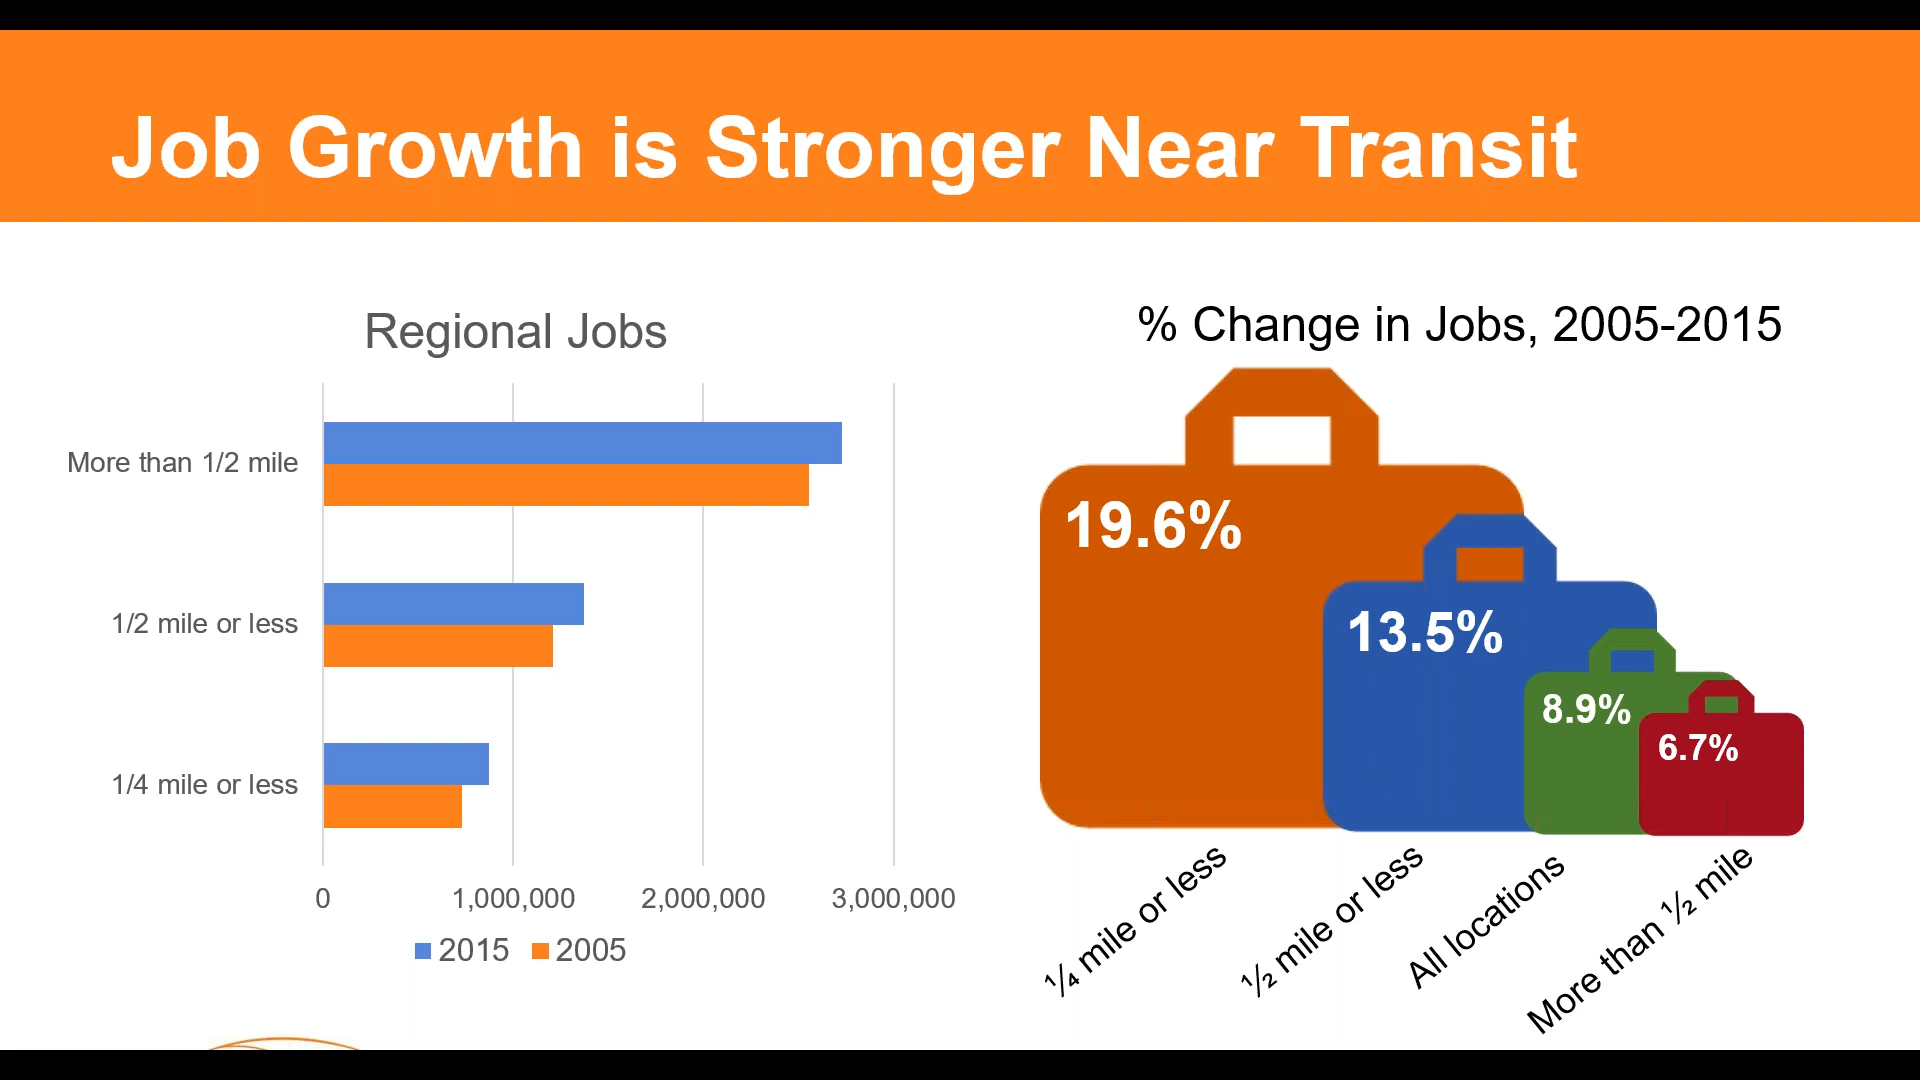 Job Growth is Stronger Near Transit
Regional Jobs
More than 1/2 mile
1/2 mile or less
1/4 mile or less
0 1,000,000 2,000,000 3,000,000
2015 2005
% Change in Jobs, 2005-2015
19.6%
13.5%
8.9%
6.7%
¼ mile or less
½ mile or less
All locations
More than ½ mile